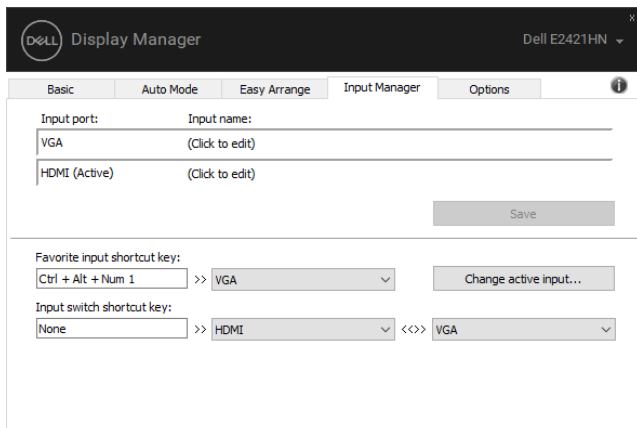 DELL Display Manager Dell E2421HN
Basic Auto Mode Easy Arrange Input Manager Options
Input port: Input name:
VGA (Click to edit)
HDMI (Active) (Click to edit)
Save
Favorite input shortcut key:
Ctrl + Alt + Num 1 >> VGA Change active input...
Input switch shortcut key:
None >> HDMI <<>> VGA